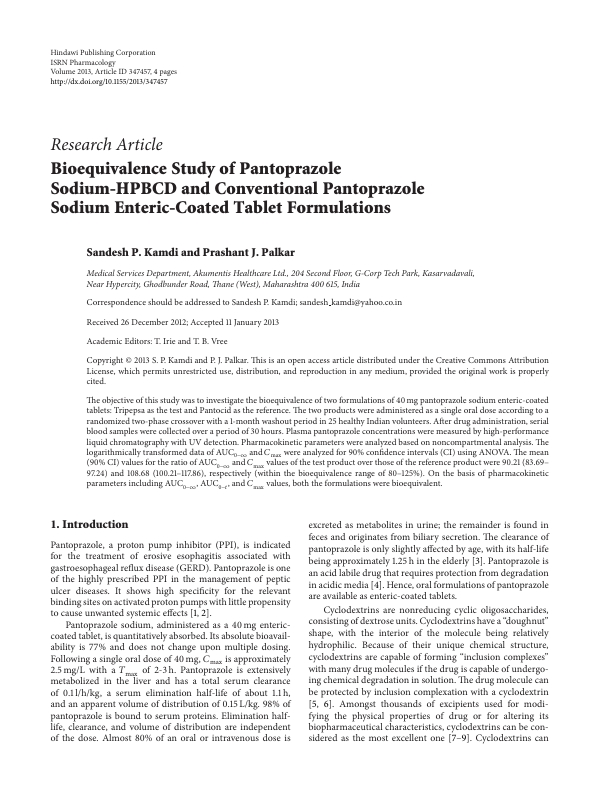 Hindawi Publishing Corporation
ISRN Pharmacology
Volume 2013, Article ID 347457, 4 pages
http://dx.doi.org/10.1155/2013/347457
Research Article
Bioequivalence Study of Pantoprazole
Sodium-HPBCD and Conventional Pantoprazole
Sodium Enteric-Coated Tablet Formulations
Sandesh P. Kamdi and Prashant J. Palkar
Medical Services Department, Akumentis Healthcare Ltd., 204 Second Floor, G-Corp Tech Park, Kasarvadavali,
Near Hypercity, Ghodbunder Road, Thane (West), Maharashtra 400 615, India
Correspondence should be addressed to Sandesh P. Kamdi; sandesh_kamdi@yahoo.co.in
Received 26 December 2012; Accepted 11 January 2013
Academic Editors: T. Irie and T. B. Vree
Copyright © 2013 S. P. Kamdi and P. J. Palkar. This is an open access article distributed under the Creative Commons Attribution
License, which permits unrestricted use, distribution, and reproduction in any medium, provided the original work is properly
cited.
The objective of this study was to investigate the bioequivalence of two formulations of 40 mg pantoprazole sodium enteric-coated
tablets: Tripepsa as the test and Pantocid as the reference. The two products were administered as a single oral dose according to a
randomized two-phase crossover with a 1-month washout period in 25 healthy Indian volunteers. After drug administration, serial
blood samples were collected over a period of 30 hours. Plasma pantoprazole concentrations were measured by high-performance
liquid chromatography with UV detection. Pharmacokinetic parameters were analyzed based on noncompartmental analysis. The
logarithmically transformed data of AUC0–∞ and Cmax were analyzed for 90% confidence intervals (CI) using ANOVA. The mean
(90% CI) values for the ratio of AUC0–∞ and Cmax values of the test product over those of the reference product were 90.21 (83.69–
97.24) and 108.68 (100.21–117.86), respectively (within the bioequivalence range of 80–125%). On the basis of pharmacokinetic
parameters including AUC0–∞, AUC0–t, and Cmax values, both the formulations were bioequivalent.
1. Introduction
Pantoprazole, a proton pump inhibitor (PPI), is indicated
for the treatment of erosive esophagitis associated with
gastroesophageal reflux disease (GERD). Pantoprazole is one
of the highly prescribed PPI in the management of peptic
ulcer diseases. It shows high specificity for the relevant
binding sites on activated proton pumps with little propensity
to cause unwanted systemic effects [1, 2].
Pantoprazole sodium, administered as a 40 mg enteric-
coated tablet, is quantitatively absorbed. Its absolute bioavail-
ability is 77% and does not change upon multiple dosing.
Following a single oral dose of 40 mg, Cmax is approximately
2.5 mg/L with a Tmax of 2-3 h. Pantoprazole is extensively
metabolized in the liver and has a total serum clearance
of 0.1 l/h/kg, a serum elimination half-life of about 1.1 h,
and an apparent volume of distribution of 0.15 L/kg. 98% of
pantoprazole is bound to serum proteins. Elimination half-
life, clearance, and volume of distribution are independent
of the dose. Almost 80% of an oral or intravenous dose is
excreted as metabolites in urine; the remainder is found in
feces and originates from biliary secretion. The clearance of
pantoprazole is only slightly affected by age, with its half-life
being approximately 1.25 h in the elderly [3]. Pantoprazole is
an acid labile drug that requires protection from degradation
in acidic media [4]. Hence, oral formulations of pantoprazole
are available as enteric-coated tablets.
Cyclodextrins are nonreducing cyclic oligosaccharides,
consisting of dextrose units. Cyclodextrins have a “doughnut”
shape, with the interior of the molecule being relatively
hydrophilic. Because of their unique chemical structure,
cyclodextrins are capable of forming “inclusion complexes”
with many drug molecules if the drug is capable of undergo-
ing chemical degradation in solution. The drug molecule can
be protected by inclusion complexation with a cyclodextrin
[5, 6]. Amongst thousands of excipients used for modi-
fying the physical properties of drug or for altering its
biopharmaceutical characteristics, cyclodextrins can be con-
sidered as the most excellent one [7–9]. Cyclodextrins can